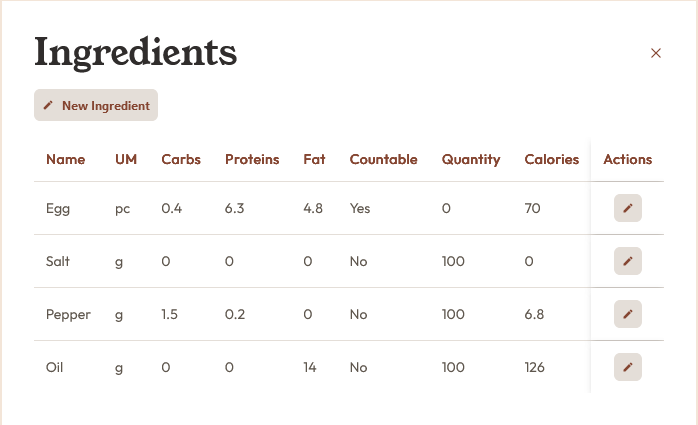 Ingredients
New Ingredient
Name UM Carbs Proteins Fat Countable Quantity Calories Actions
Egg pc 0.4 6.3 4.8 Yes 0 70
Salt g 0 0 0 No 100 0
Pepper g 1.5 0.2 0 No 100 6.8
Oil g 0 0 14 No 100 126